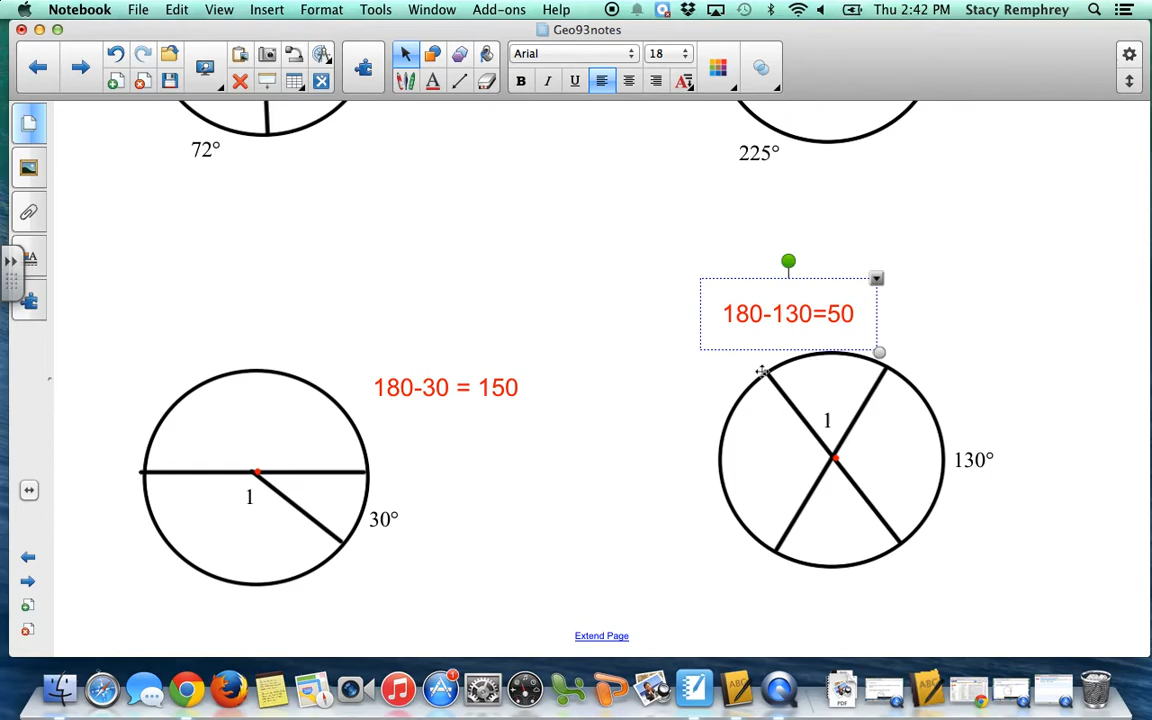 Notebook File Edit View Insert Format Tools Window Add-ons Help Thu 2:42 PM Stacy Remphrey
Geo93notes
Arial 18
B I U
72°
225°
180-130=50
180-30 = 150
1
1
130°
30°
Extend Page